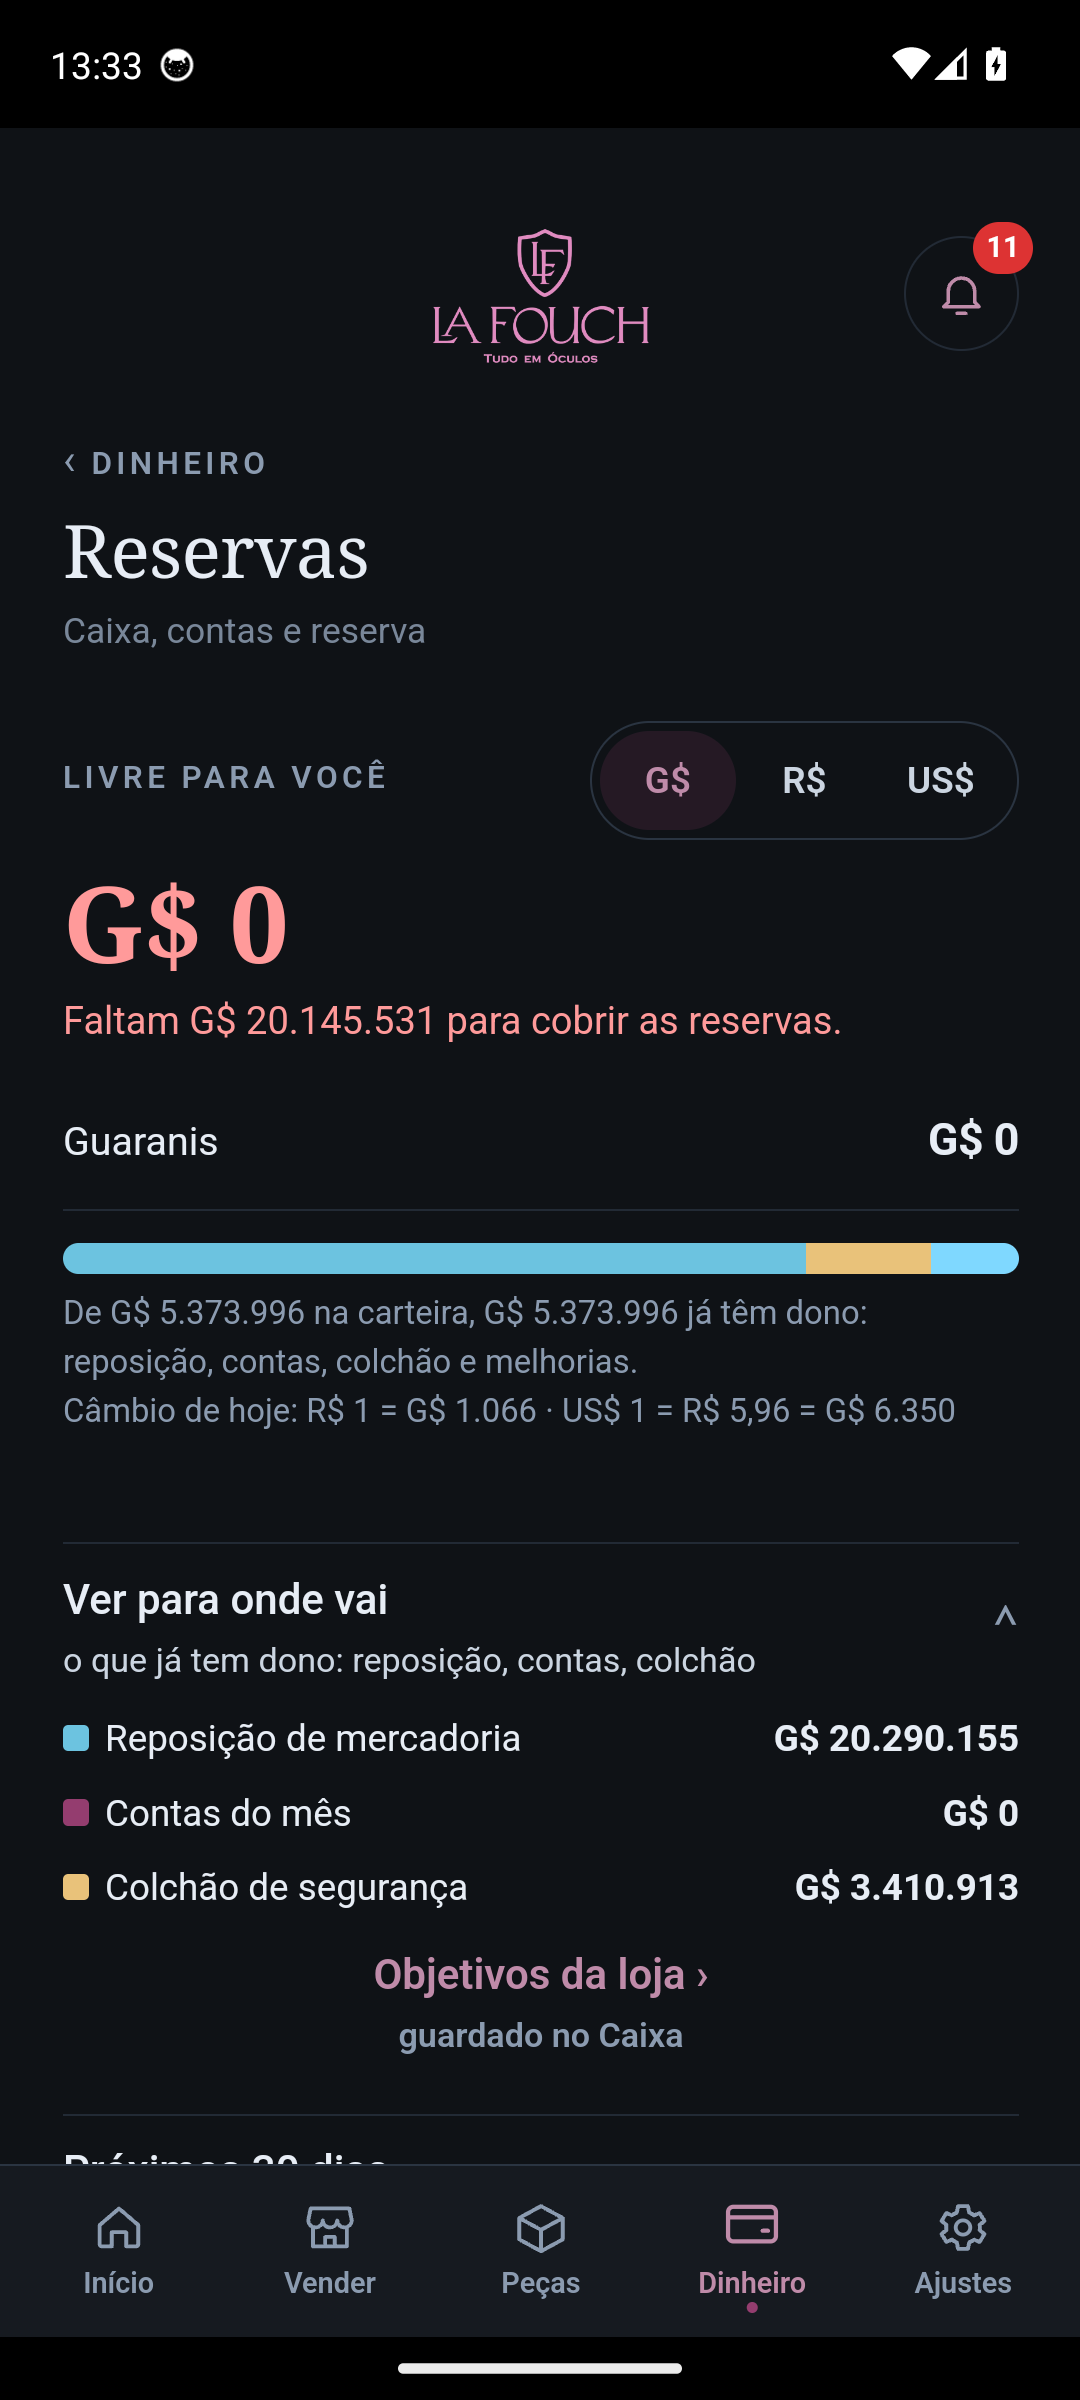 13:33
LF
LA FOUCH
TUDO EM ÓCULOS
11
‹ DINHEIRO
Reservas
Caixa, contas e reserva
LIVRE PARA VOCÊ
G$ R$ US$
G$ 0
Faltam G$ 20.145.531 para cobrir as reservas.
Guaranis G$ 0
De G$ 5.373.996 na carteira, G$ 5.373.996 já têm dono:
reposição, contas, colchão e melhorias.
Câmbio de hoje: R$ 1 = G$ 1.066 · US$ 1 = R$ 5,96 = G$ 6.350
Ver para onde vai
o que já tem dono: reposição, contas, colchão
Reposição de mercadoria G$ 20.290.155
Contas do mês G$ 0
Colchão de segurança G$ 3.410.913
Objetivos da loja ›
guardado no Caixa
Próximos 30 dias
Início Vender Peças Dinheiro Ajustes